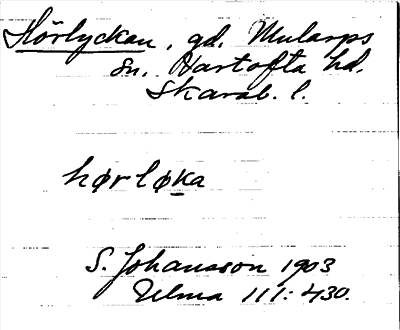 Hörlyckan, gd. Mularps
sn. Vartofta hd.
Skarab. l.
hørløka
S. Johansson 1903
Ulma 111:430.